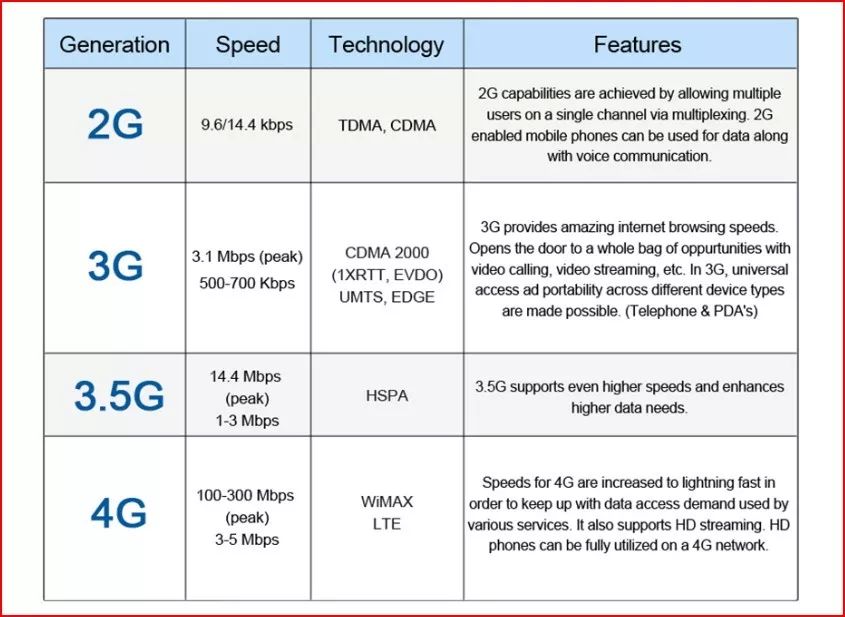 Generation Speed Technology Features
2G
9.6/14.4 kbps
TDMA, CDMA
2G capabilities are achieved by allowing multiple
users on a single channel via multiplexing. 2G
enabled mobile phones can be used for data along
with voice communication.
3G
3.1 Mbps (peak)
500-700 Kbps
CDMA 2000
(1XRTT, EVDO)
UMTS, EDGE
3G provides amazing internet browsing speeds.
Opens the door to a whole bag of oppurtunities with
video calling, video streaming, etc. In 3G, universal
access ad portability across different device types
are made possible. (Telephone & PDA's)
3.5G
14.4 Mbps
(peak)
1-3 Mbps
HSPA
3.5G supports even higher speeds and enhances
higher data needs.
4G
100-300 Mbps
(peak)
3-5 Mbps
WiMAX
LTE
Speeds for 4G are increased to lightning fast in
order to keep up with data access demand used by
various services. It also supports HD streaming. HD
phones can be fully utilized on a 4G network.